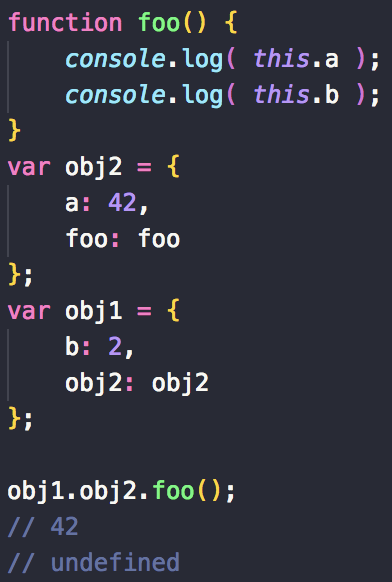 function foo() {
    console.log( this.a );
    console.log( this.b );
}
var obj2 = {
    a: 42,
    foo: foo
};
var obj1 = {
    b: 2,
    obj2: obj2
};

obj1.obj2.foo();
// 42
// undefined